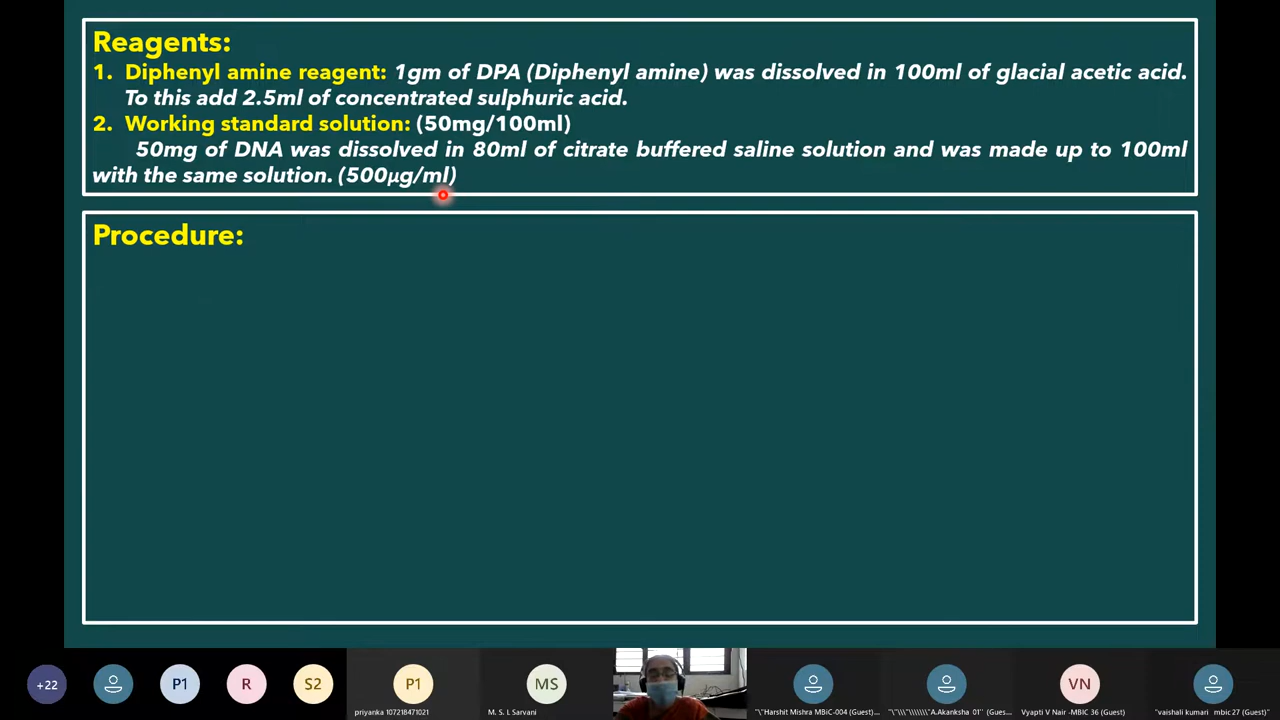 Reagents:
1. Diphenyl amine reagent: 1gm of DPA (Diphenyl amine) was dissolved in 100ml of glacial acetic acid.
To this add 2.5ml of concentrated sulphuric acid.
2. Working standard solution: (50mg/100ml)
50mg of DNA was dissolved in 80ml of citrate buffered saline solution and was made up to 100ml
with the same solution. (500µg/ml)
Procedure:
+22
P1
R
S2
P1
MS
VN
priyanka 107218471021
M. S. I. Sarvani
"\"Harshit Mishra MBiC-004 (Guest)...
"\"\\\"\\\\\\\"A.Akanksha 01" (Gues...
Vyapti V Nair -MBIC 36 (Guest)
"vaishali kumari mbic 27 (Guest)"